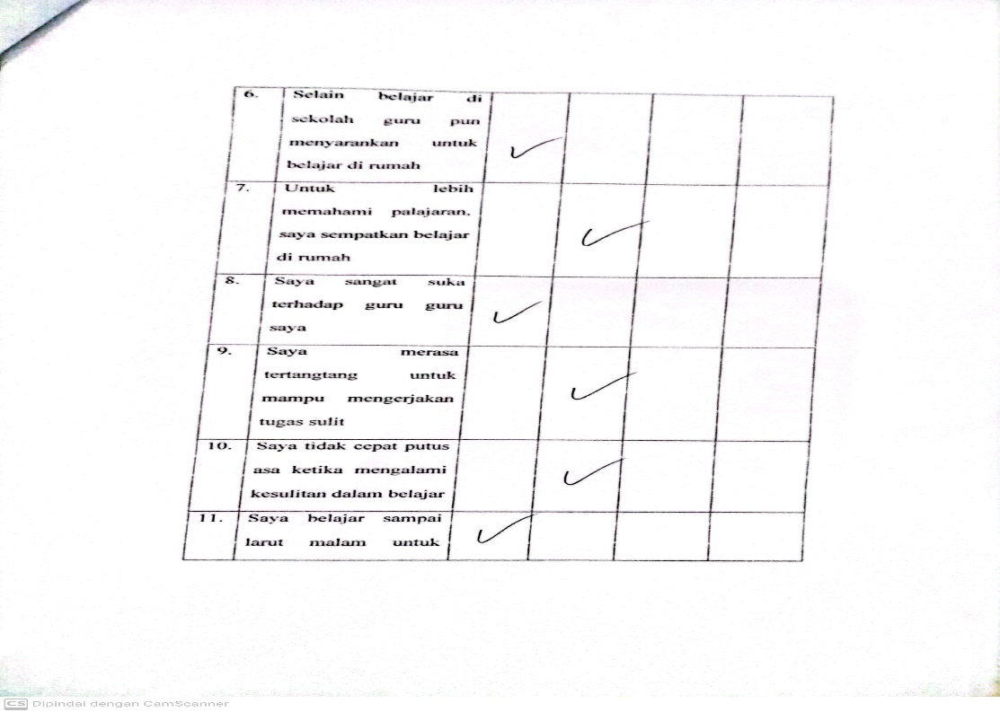 6. Selain belajar di
sekolah guru pun
menyarankan untuk
belajar di rumah
7. Untuk lebih
memahami palajaran,
saya sempatkan belajar
di rumah
8. Saya sangat suka
terhadap guru guru
saya
9. Saya merasa
tertangtang untuk
mampu mengerjakan
tugas sulit
10. Saya tidak cepat putus
asa ketika mengalami
kesulitan dalam belajar
11. Saya belajar sampai
larut malam untuk
CS Dipindai dengan CamScanner